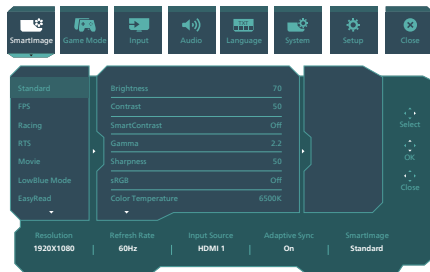 SmartImage Game Mode Input Audio TXT Language System Setup Close
Standard Brightness 70
FPS Contrast 50
Racing SmartContrast Off
Select
RTS Gamma 2.2
OK
Movie Sharpness 50
LowBlue Mode sRGB Off
Close
EasyRead Color Temperature 6500K
Resolution Refresh Rate Input Source Adaptive Sync SmartImage
1920X1080 | 60Hz | HDMI 1 | On | Standard